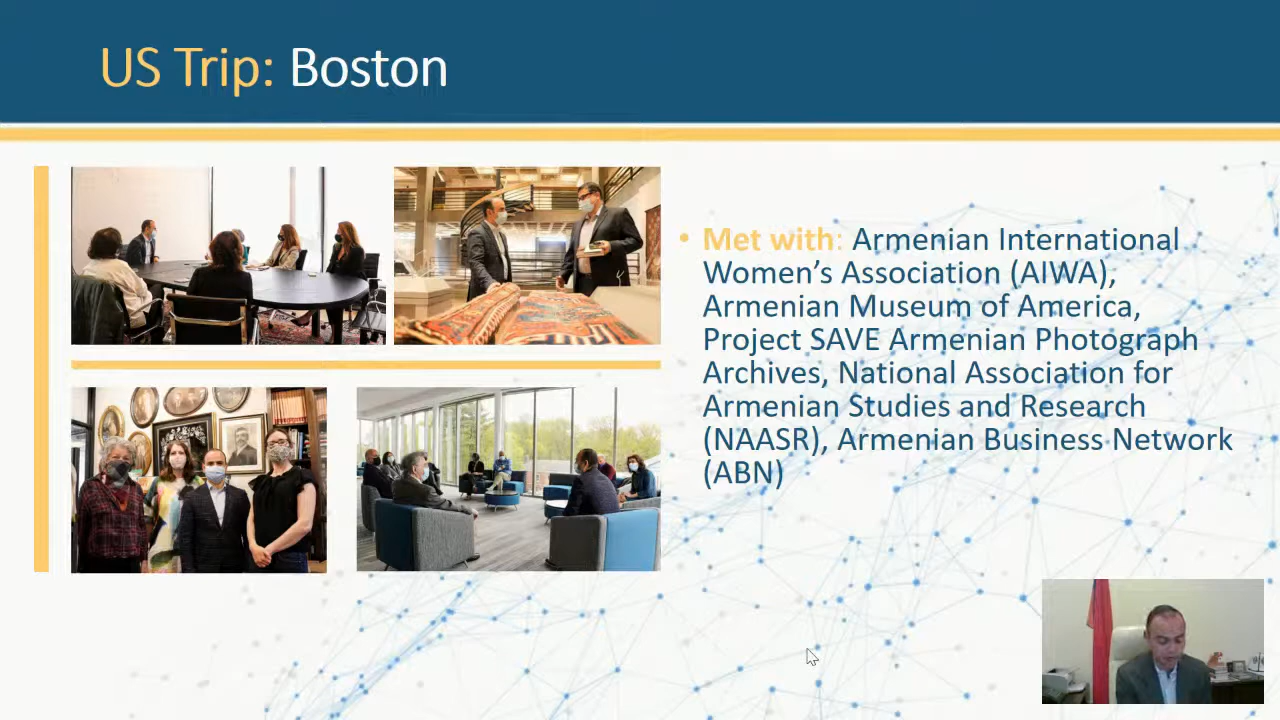 US Trip: Boston
• Met with: Armenian International
Women's Association (AIWA),
Armenian Museum of America,
Project SAVE Armenian Photograph
Archives, National Association for
Armenian Studies and Research
(NAASR), Armenian Business Network
(ABN)